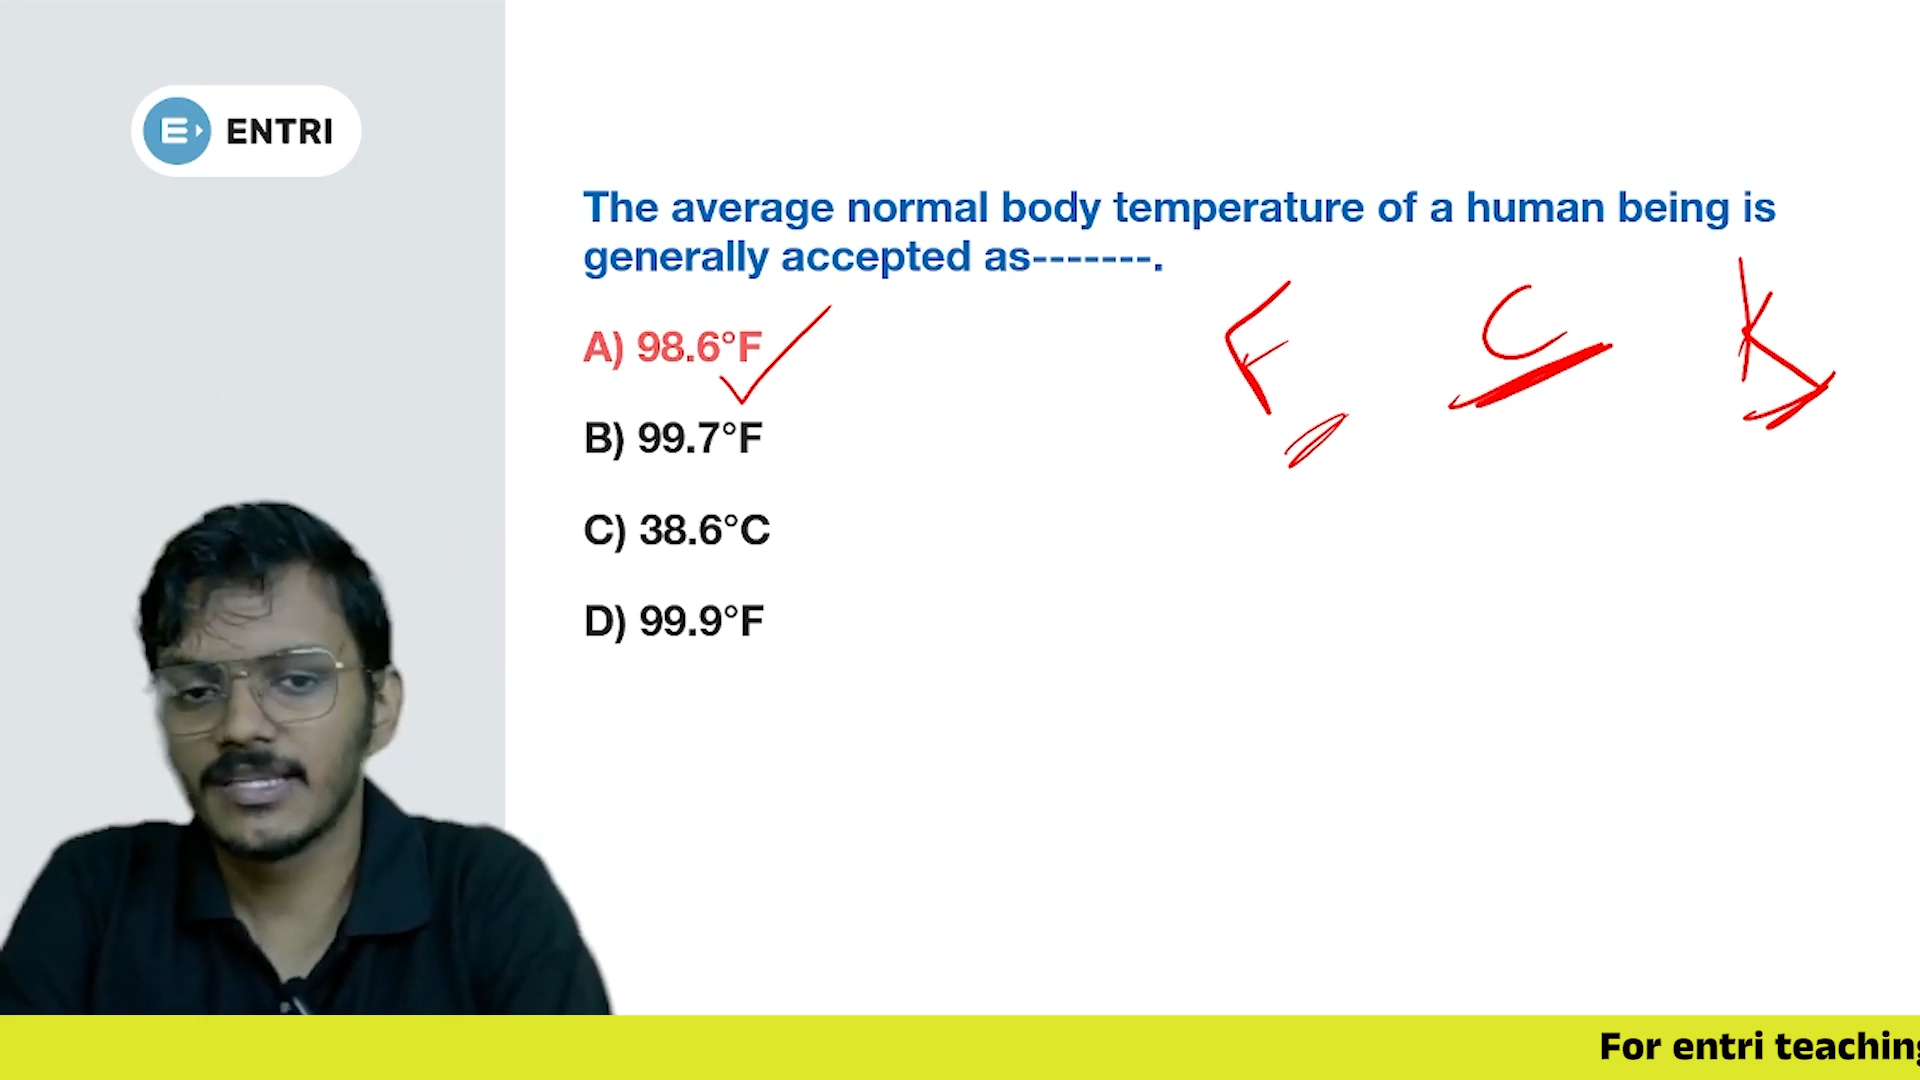 ENTRI
The average normal body temperature of a human being is
generally accepted as-------.
A) 98.6°F
B) 99.7°F
C) 38.6°C
D) 99.9°F
F C K
For entri teaching